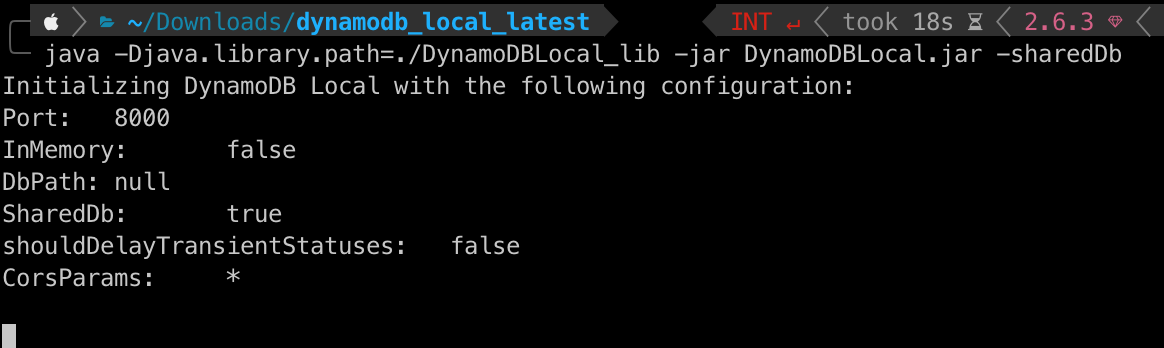 ~/Downloads/dynamodb_local_latest INT ↵ took 18s 2.6.3
java -Djava.library.path=./DynamoDBLocal_lib -jar DynamoDBLocal.jar -sharedDb
Initializing DynamoDB Local with the following configuration:
Port: 8000
InMemory: false
DbPath: null
SharedDb: true
shouldDelayTransientStatuses: false
CorsParams: *